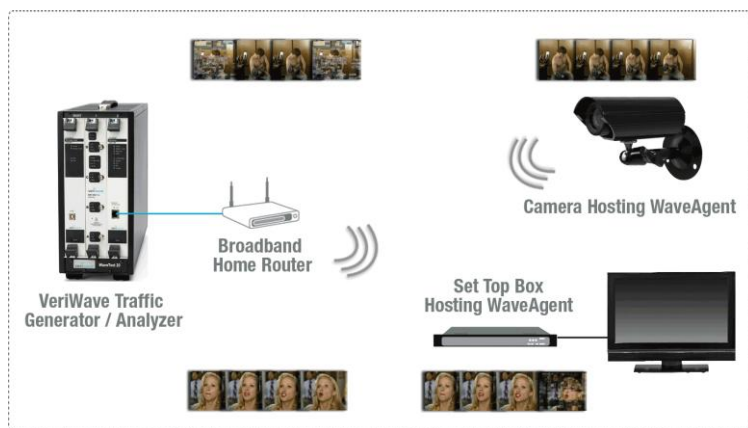 Camera Hosting WaveAgent
Broadband
Home Router
Set Top Box
Hosting WaveAgent
VeriWave Traffic
Generator / Analyzer